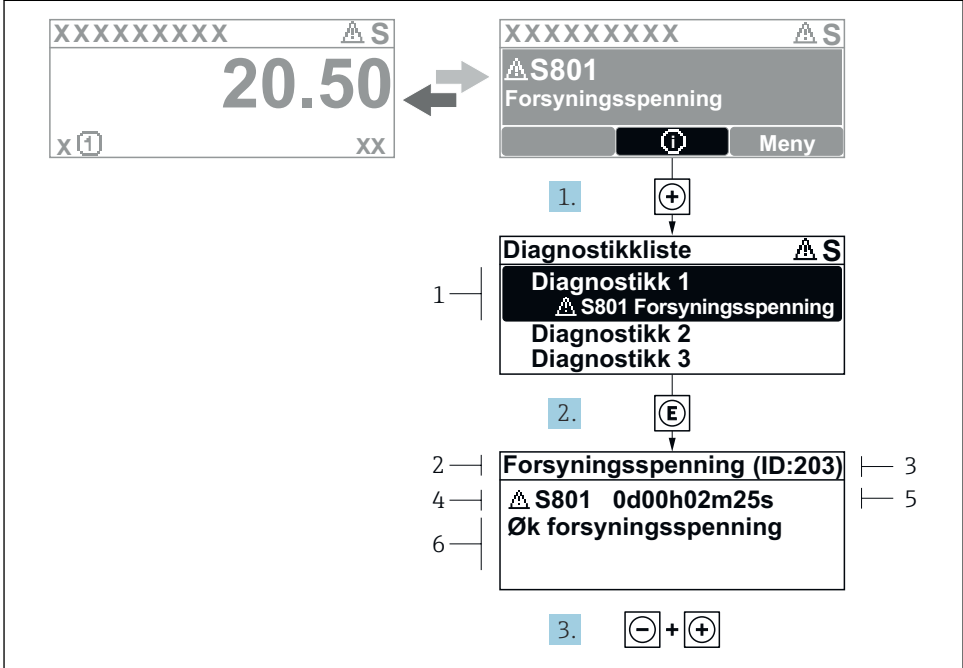 XXXXXXXXX ⚠ S
20.50
x 1 xx
XXXXXXXXX ⚠ S
⚠S801
Forsyningsspenning
i Meny
1. +
Diagnostikkliste ⚠ S
1 Diagnostikk 1
⚠ S801 Forsyningsspenning
Diagnostikk 2
Diagnostikk 3
2. E
2 Forsyningsspenning (ID:203) 3
4 ⚠ S801 0d00h02m25s 5
6 Øk forsyningsspenning
3. - + +